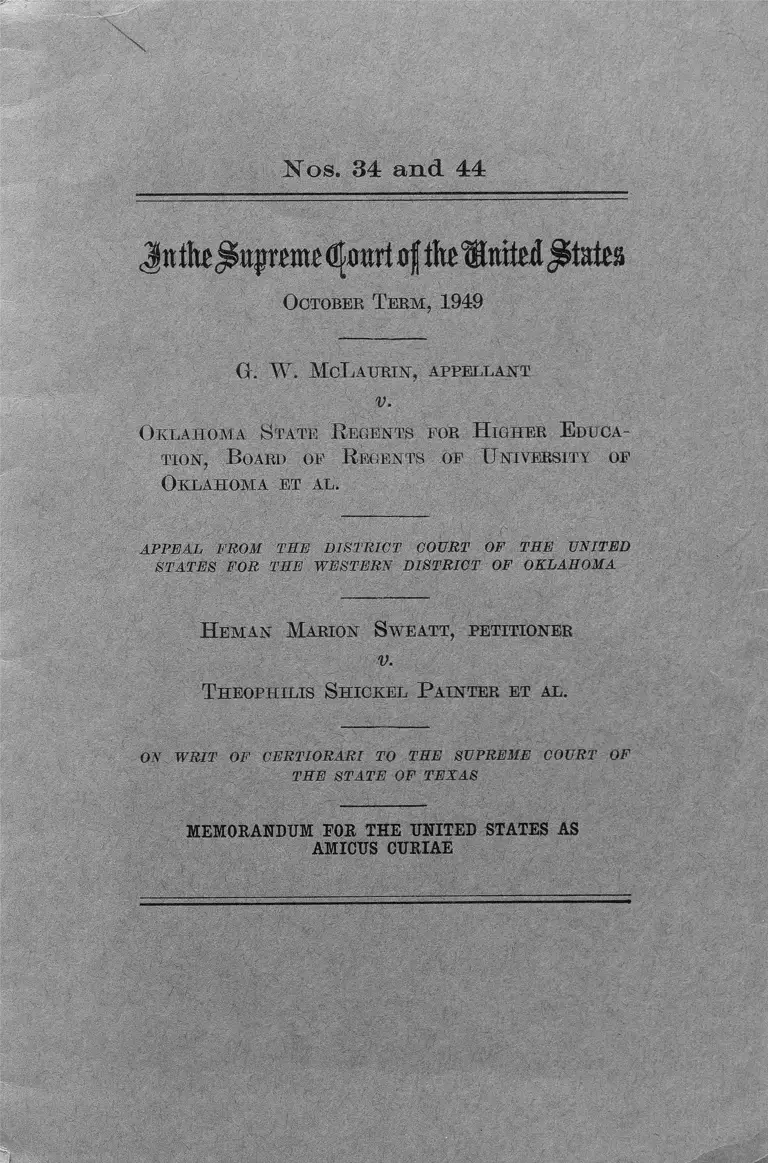 Nos. 34 and 44
In the Supreme Court of the United States
OCTOBER TERM, 1949
G. W. MCLAURIN, APPELLANT
v.
OKLAHOMA STATE REGENTS FOR HIGHER EDUCA-
TION, BOARD OF REGENTS OF UNIVERSITY OF
OKLAHOMA ET AL.
APPEAL FROM THE DISTRICT COURT OF THE UNITED
STATES FOR THE WESTERN DISTRICT OF OKLAHOMA
HEMAN MARION SWEATT, PETITIONER
v.
THEOPHILIS SHICKEL PAINTER ET AL.
ON WRIT OF CERTIORARI TO THE SUPREME COURT OF
THE STATE OF TEXAS
MEMORANDUM FOR THE UNITED STATES AS
AMICUS CURIAE